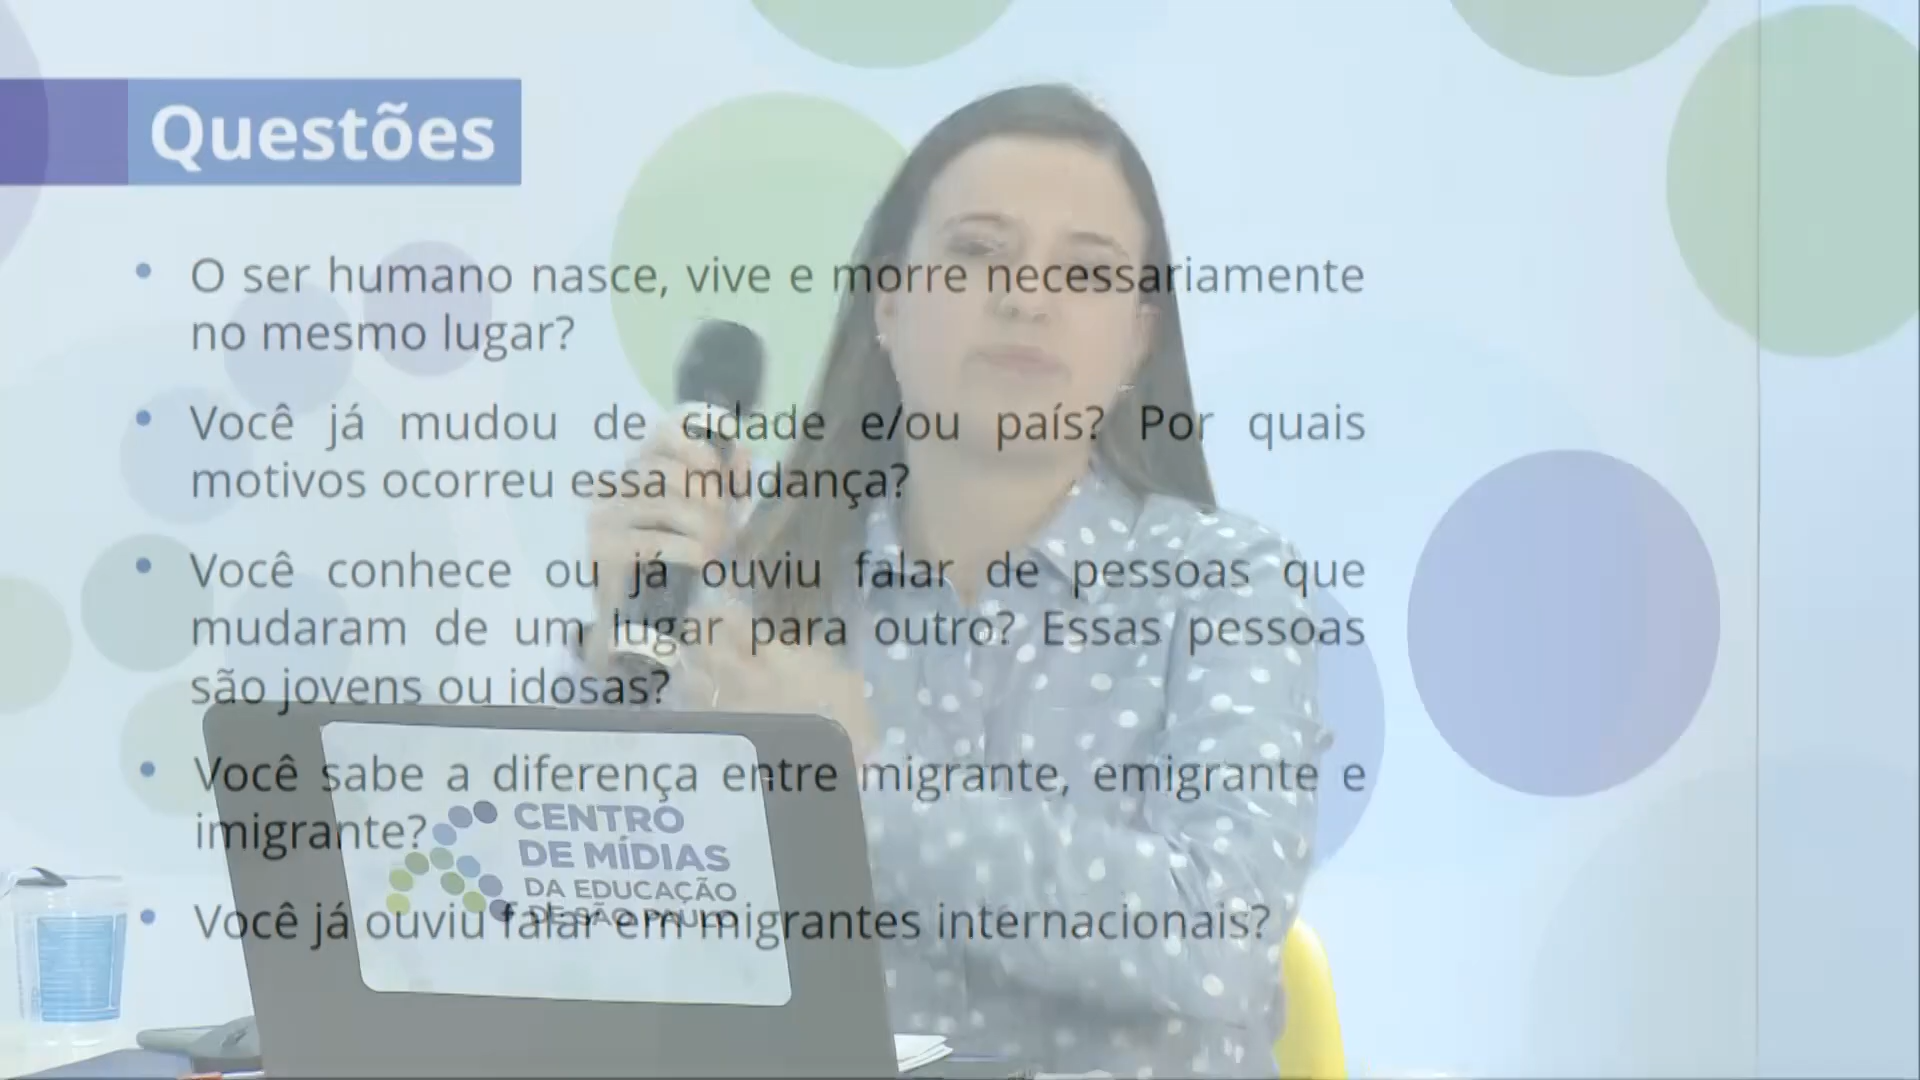 Questões
O ser humano nasce, vive e morre necessariamente
no mesmo lugar?
Você já mudou de cidade e/ou país? Por quais
motivos ocorreu essa mudança?
Você conhece ou já ouviu falar de pessoas que
mudaram de um lugar para outro? Essas pessoas
são jovens ou idosas?
Você sabe a diferença entre migrante, emigrante e
imigrante?
Você já ouviu falar em migrantes internacionais?
CENTRO
DE MÍDIAS
DA EDUCAÇÃO
DE SÃO PAULO